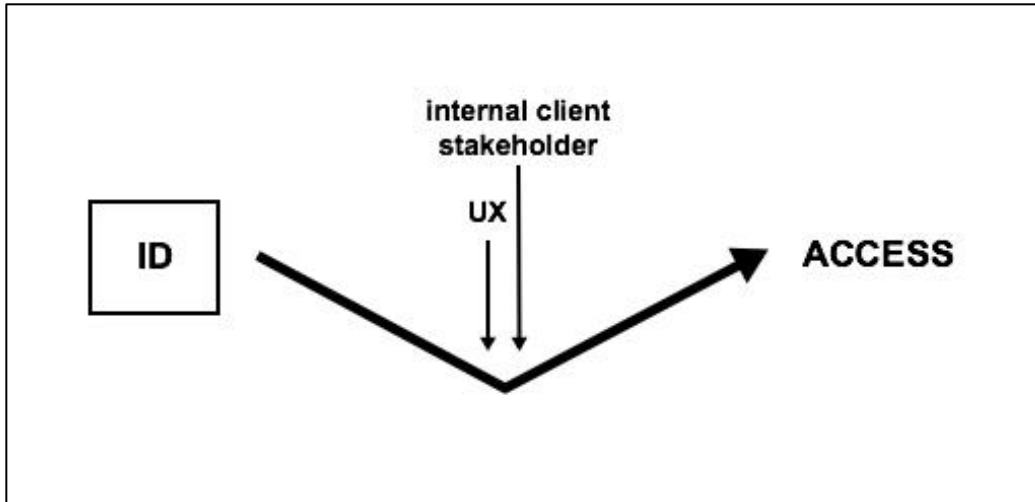 internal client
stakeholder
UX
ID
ACCESS